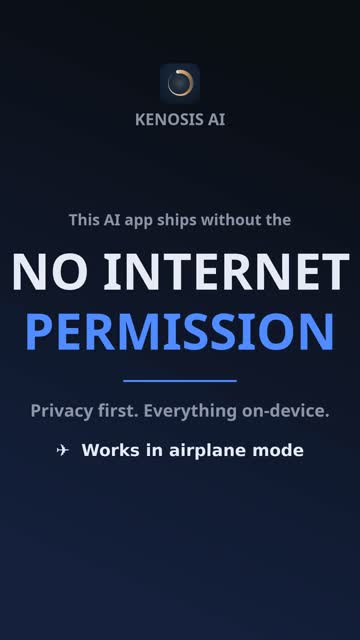 KENOSIS AI
This AI app ships without the
NO INTERNET
PERMISSION
Privacy first. Everything on-device.
✈ Works in airplane mode